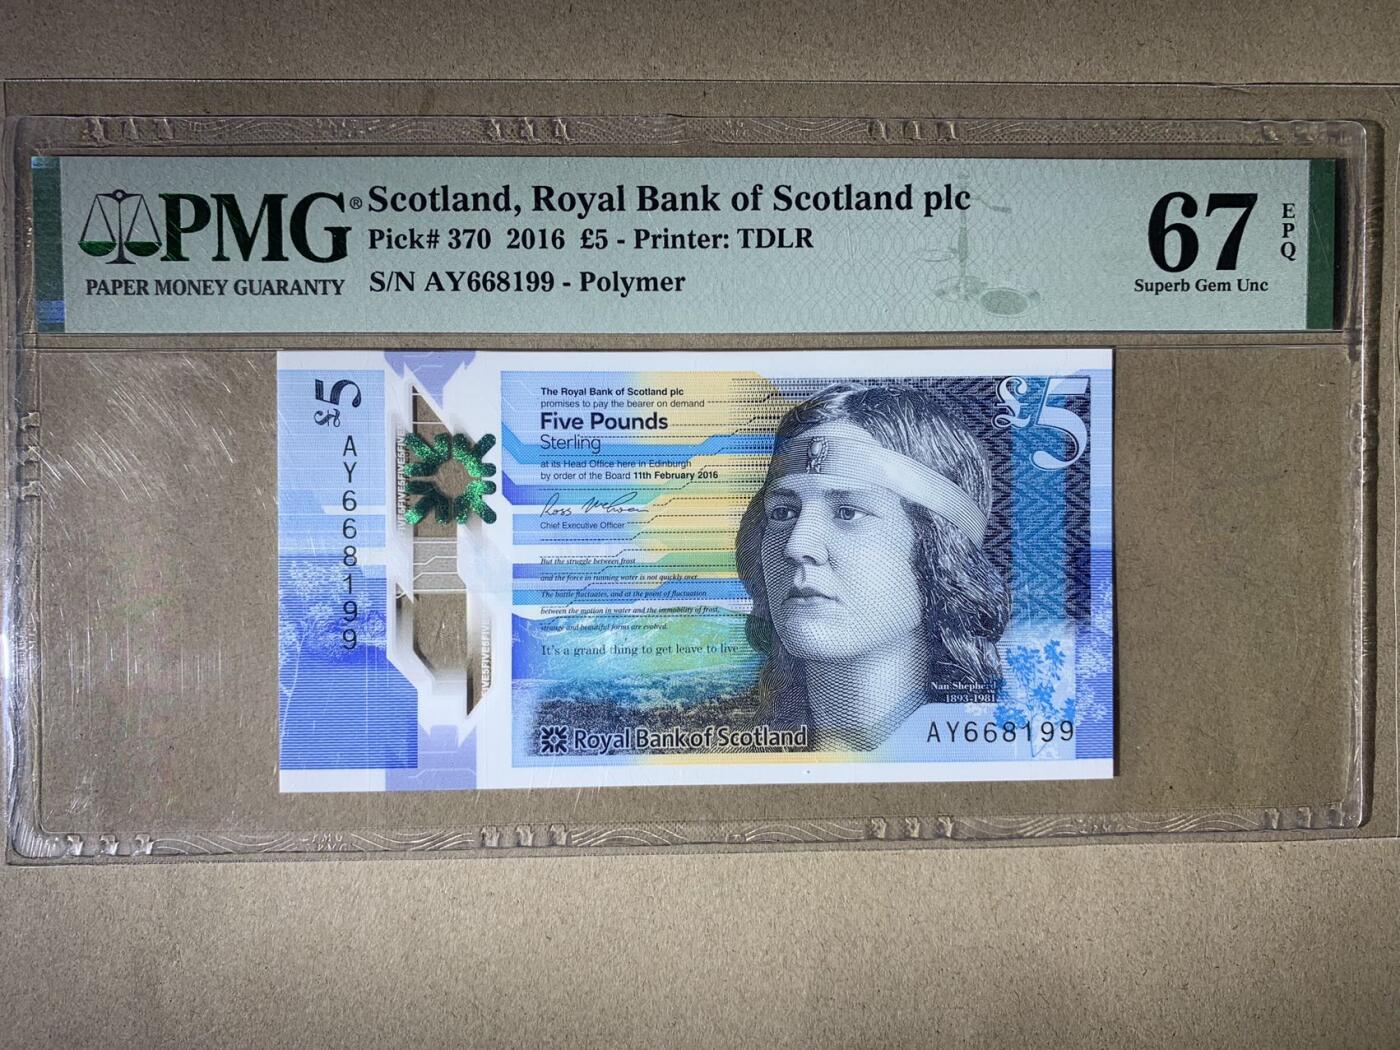 PMG®
PAPER MONEY GUARANTY
Scotland, Royal Bank of Scotland plc
Pick# 370 2016 £5 - Printer: TDLR
S/N AY668199 - Polymer
67
EPQ
Superb Gem Unc
£5
AY668199
FIVE5FIVE5FIVE
The Royal Bank of Scotland plc
promises to pay the bearer on demand
Five Pounds
Sterling
at its Head Office here in Edinburgh
by order of the Board 11th February 2016
Chief Executive Officer
But the struggle between frost
and the force in running water is not quickly over.
The battle fluctuates, and at the point of fluctuation
between the motion in water and the immobility of frost,
strange and beautiful forms are evolved.
It's a grand thing to get leave to live
Royal Bank of Scotland
£5
Nan Shepherd
1893-1981
AY668199